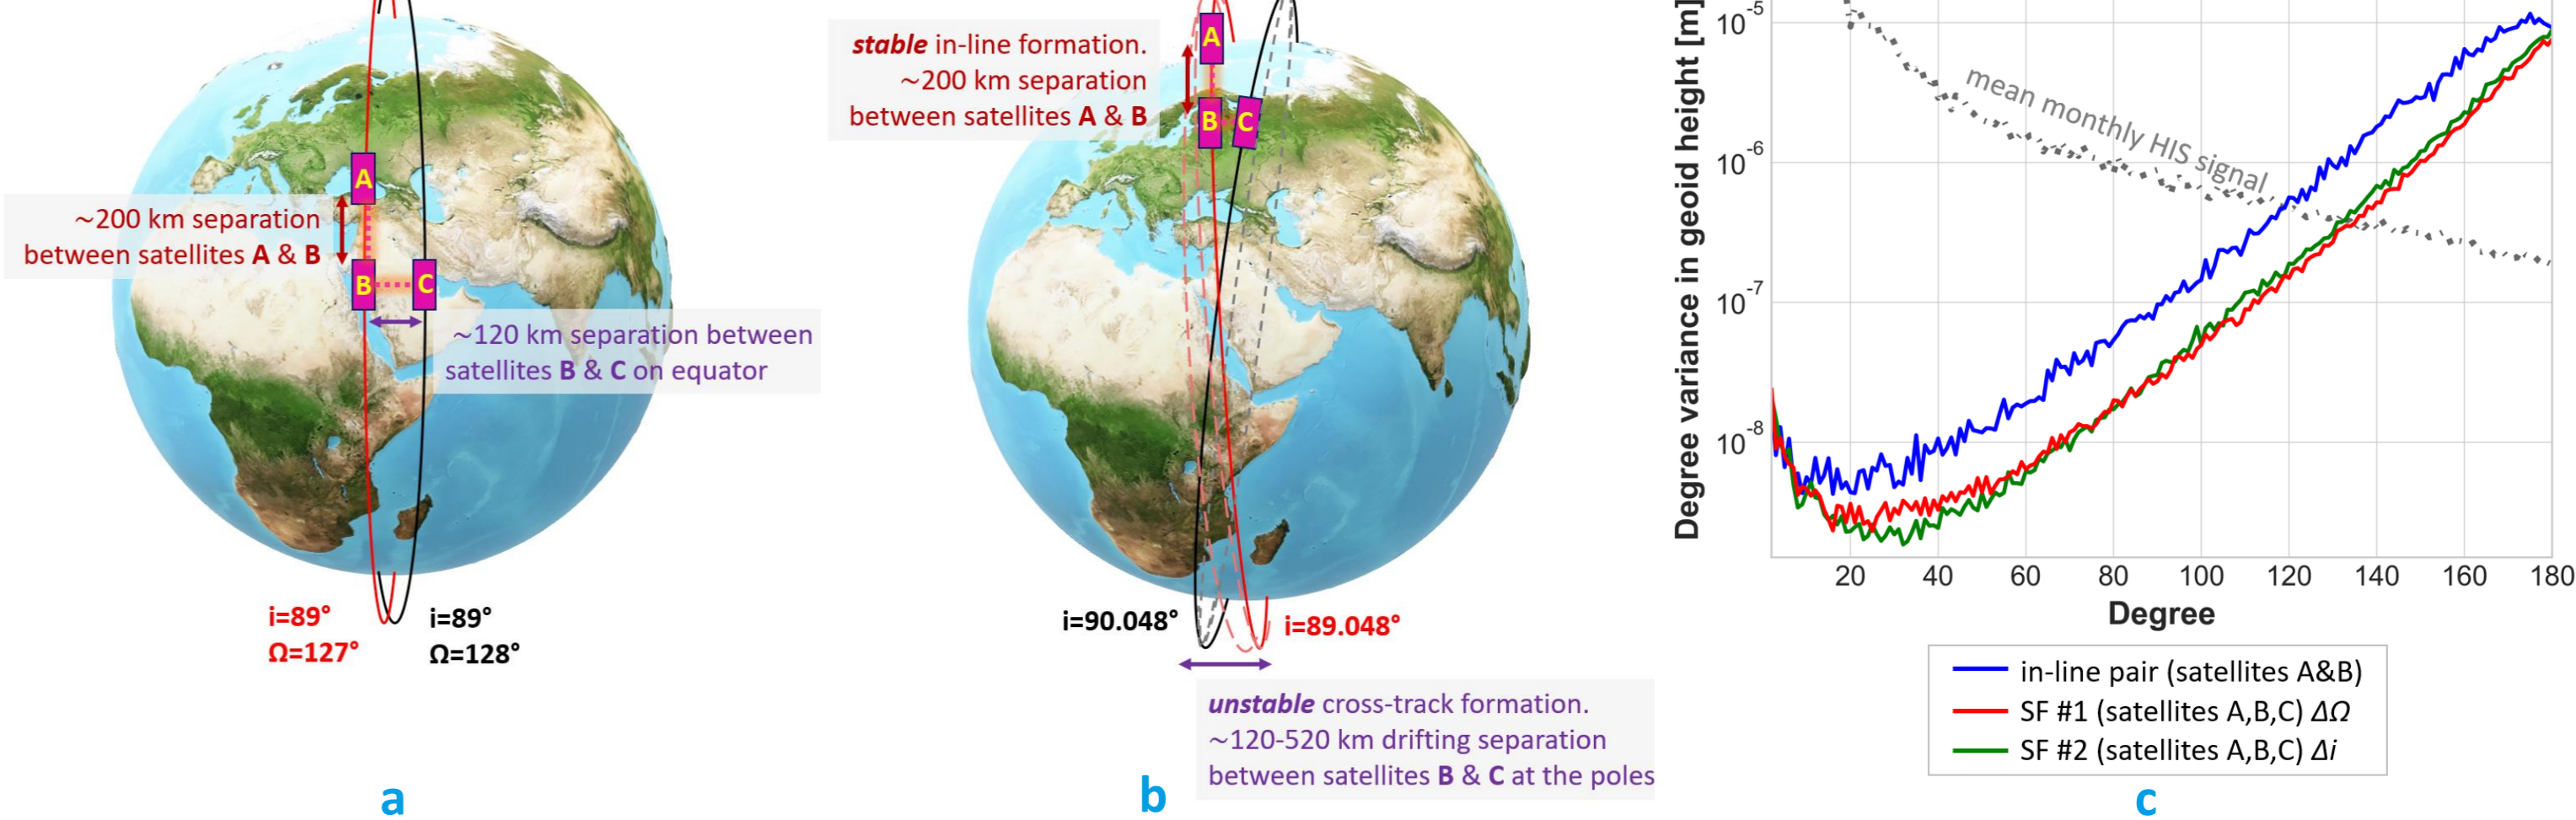 A
~200 km separation
between satellites A & B
B
C
~120 km separation between
satellites B & C on equator
i=89°
Ω=127°
i=89°
Ω=128°
a
stable in-line formation.
~200 km separation
between satellites A & B
A
B
C
i=90.048°
i=89.048°
unstable cross-track formation.
~120-520 km drifting separation
between satellites B & C at the poles
b
Degree variance in geoid height [m]
10-5
10-6
10-7
10-8
mean monthly HIS signal
20 40 60 80 100 120 140 160 180
Degree
in-line pair (satellites A&B)
SF #1 (satellites A,B,C) ΔΩ
SF #2 (satellites A,B,C) Δi
c